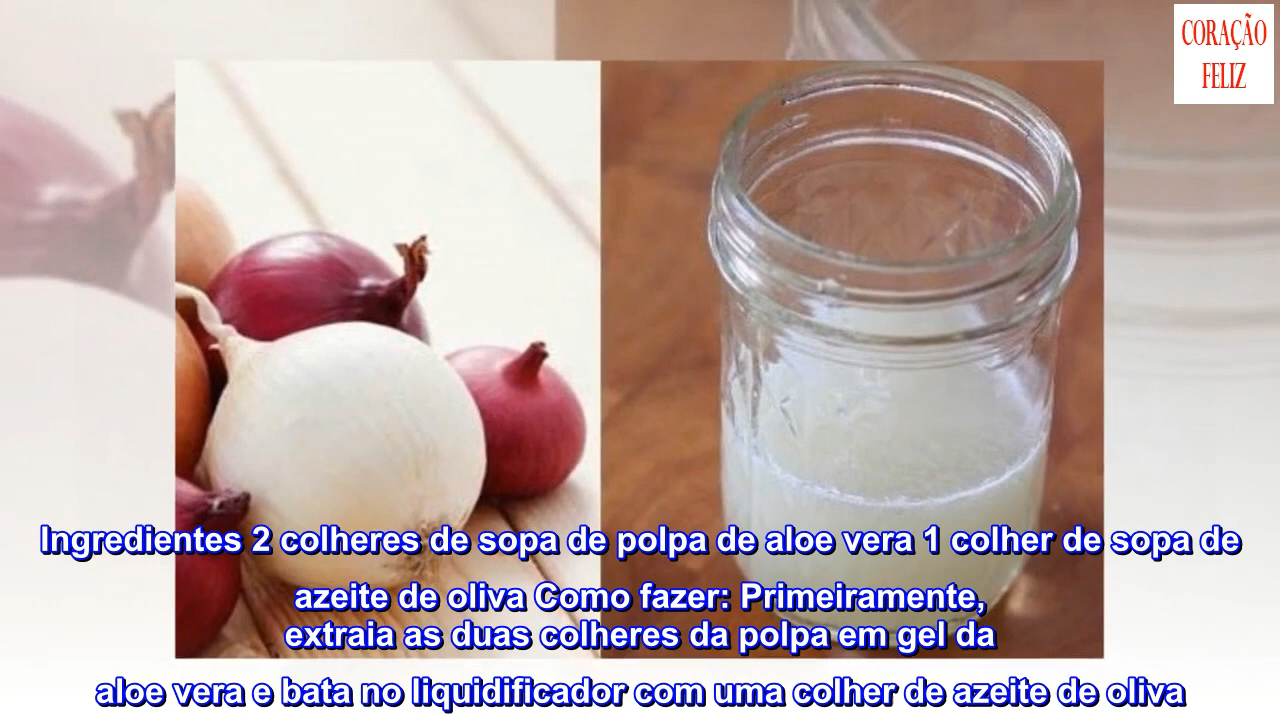 CORAÇÃO
FELIZ
Ingredientes 2 colheres de sopa de polpa de aloe vera 1 colher de sopa de
azeite de oliva Como fazer: Primeiramente,
extraia as duas colheres da polpa em gel da
aloe vera e bata no liquidificador com uma colher de azeite de oliva